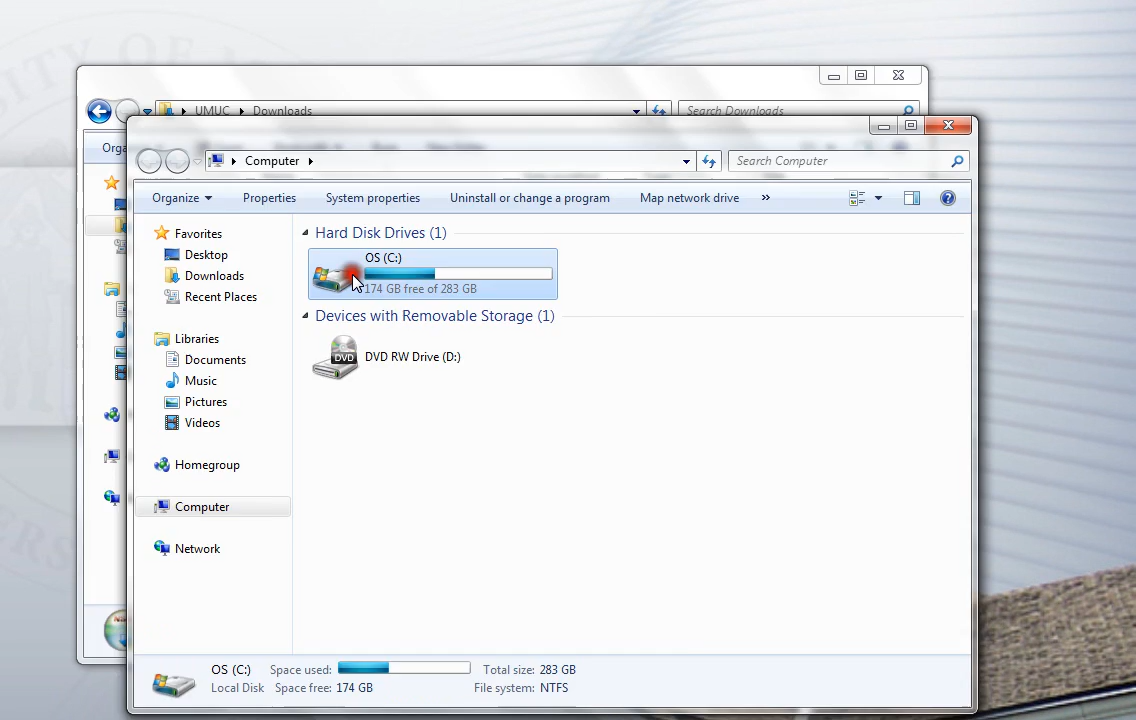 UMUC Downloads
Search Downloads
Orga
Computer
Search Computer
Organize Properties System properties Uninstall or change a program Map network drive »
Favorites
Desktop
Downloads
Recent Places
Libraries
Documents
Music
Pictures
Videos
Homegroup
Computer
Network
Hard Disk Drives (1)
OS (C:)
174 GB free of 283 GB
Devices with Removable Storage (1)
DVD
DVD RW Drive (D:)
OS (C:) Space used: Total size: 283 GB
Local Disk Space free: 174 GB File system: NTFS